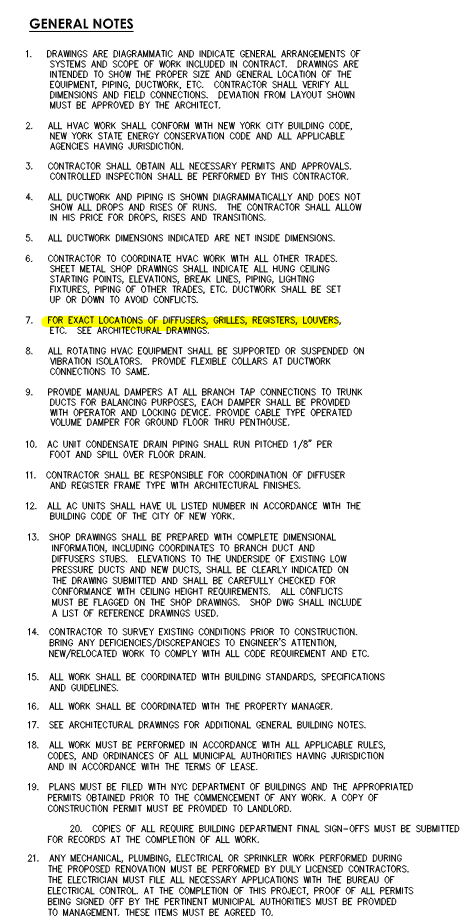 GENERAL NOTES
1. DRAWINGS ARE DIAGRAMMATIC AND INDICATE GENERAL ARRANGEMENTS OF
SYSTEMS AND SCOPE OF WORK INCLUDED IN CONTRACT. DRAWINGS ARE
INTENDED TO SHOW THE PROPER SIZE AND GENERAL LOCATION OF THE
EQUIPMENT, PIPING, DUCTWORK, ETC. CONTRACTOR SHALL VERIFY ALL
DIMENSIONS AND FIELD CONNECTIONS. DEVIATION FROM LAYOUT SHOWN
MUST BE APPROVED BY THE ARCHITECT.
2. ALL HVAC WORK SHALL CONFORM WITH NEW YORK CITY BUILDING CODE,
NEW YORK STATE ENERGY CONSERVATION CODE AND ALL APPLICABLE
AGENCIES HAVING JURISDICTION.
3. CONTRACTOR SHALL OBTAIN ALL NECESSARY PERMITS AND APPROVALS.
CONTROLLED INSPECTION SHALL BE PERFORMED BY THIS CONTRACTOR.
4. ALL DUCTWORK AND PIPING IS SHOWN DIAGRAMMATICALLY AND DOES NOT
SHOW ALL DROPS AND RISES OF RUNS. THE CONTRACTOR SHALL ALLOW
IN HIS PRICE FOR DROPS, RISES AND TRANSITIONS.
5. ALL DUCTWORK DIMENSIONS INDICATED ARE NET INSIDE DIMENSIONS.
6. CONTRACTOR TO COORDINATE HVAC WORK WITH ALL OTHER TRADES.
SHEET METAL SHOP DRAWINGS SHALL INDICATE ALL HUNG CEILING
STARTING POINTS, ELEVATIONS, BREAK LINES, PIPING, LIGHTING
FIXTURES, PIPING OF OTHER TRADES, ETC. DUCTWORK SHALL BE SET
UP OR DOWN TO AVOID CONFLICTS.
7. FOR EXACT LOCATIONS OF DIFFUSERS, GRILLES, REGISTERS, LOUVERS,
ETC. SEE ARCHITECTURAL DRAWINGS.
8. ALL ROTATING HVAC EQUIPMENT SHALL BE SUPPORTED OR SUSPENDED ON
VIBRATION ISOLATORS. PROVIDE FLEXIBLE COLLARS AT DUCTWORK
CONNECTIONS TO SAME.
9. PROVIDE MANUAL DAMPERS AT ALL BRANCH TAP CONNECTIONS TO TRUNK
DUCTS FOR BALANCING PURPOSES, EACH DAMPER SHALL BE PROVIDED
WITH OPERATOR AND LOCKING DEVICE. PROVIDE CABLE TYPE OPERATED
VOLUME DAMPER FOR GROUND FLOOR THRU PENTHOUSE.
10. AC UNIT CONDENSATE DRAIN PIPING SHALL RUN PITCHED 1/8" PER
FOOT AND SPILL OVER FLOOR DRAIN.
11. CONTRACTOR SHALL BE RESPONSIBLE FOR COORDINATION OF DIFFUSER
AND REGISTER FRAME TYPE WITH ARCHITECTURAL FINISHES.
12. ALL AC UNITS SHALL HAVE UL LISTED NUMBER IN ACCORDANCE WITH THE
BUILDING CODE OF THE CITY OF NEW YORK.
13. SHOP DRAWINGS SHALL BE PREPARED WITH COMPLETE DIMENSIONAL
INFORMATION, INCLUDING COORDINATES TO BRANCH DUCT AND
DIFFUSERS STUBS. ELEVATIONS TO THE UNDERSIDE OF EXISTING LOW
PRESSURE DUCTS AND NEW DUCTS, SHALL BE CLEARLY INDICATED ON
THE DRAWING SUBMITTED AND SHALL BE CAREFULLY CHECKED FOR
CONFORMANCE WITH CEILING HEIGHT REQUIREMENTS. ALL CONFLICTS
MUST BE FLAGGED ON THE SHOP DRAWINGS. SHOP DWG SHALL INCLUDE
A LIST OF REFERENCE DRAWINGS USED.
14. CONTRACTOR TO SURVEY EXISTING CONDITIONS PRIOR TO CONSTRUCTION.
BRING ANY DEFICIENCIES/DISCREPANCIES TO ENGINEER'S ATTENTION,
NEW/RELOCATED WORK TO COMPLY WITH ALL CODE REQUIREMENT AND ETC.
15. ALL WORK SHALL BE COORDINATED WITH BUILDING STANDARDS, SPECIFICATIONS
AND GUIDELINES.
16. ALL WORK SHALL BE COORDINATED WITH THE PROPERTY MANAGER.
17. SEE ARCHITECTURAL DRAWINGS FOR ADDITIONAL GENERAL BUILDING NOTES.
18. ALL WORK MUST BE PERFORMED IN ACCORDANCE WITH ALL APPLICABLE RULES,
CODES, AND ORDINANCES OF ALL MUNICIPAL AUTHORITIES HAVING JURISDICTION
AND IN ACCORDANCE WITH THE TERMS OF LEASE.
19. PLANS MUST BE FILED WITH NYC DEPARTMENT OF BUILDINGS AND THE APPROPRIATED
PERMITS OBTAINED PRIOR TO THE COMMENCEMENT OF ANY WORK. A COPY OF
CONSTRUCTION PERMIT MUST BE PROVIDED TO LANDLORD.
20. COPIES OF ALL REQUIRE BUILDING DEPARTMENT FINAL SIGN-OFFS MUST BE SUBMITTED
FOR RECORDS AT THE COMPLETION OF ALL WORK.
21. ANY MECHANICAL, PLUMBING, ELECTRICAL OR SPRINKLER WORK PERFORMED DURING
THE PROPOSED RENOVATION MUST BE PERFORMED BY DULY LICENSED CONTRACTORS.
THE ELECTRICIAN MUST FILE ALL NECESSARY APPLICATIONS WITH THE BUREAU OF
ELECTRICAL CONTROL. AT THE COMPLETION OF THIS PROJECT, PROOF OF ALL PERMITS
BEING SIGNED OFF BY THE PERTINENT MUNICIPAL AUTHORITIES MUST BE PROVIDED
TO MANAGEMENT. THESE ITEMS MUST BE AGREED TO.